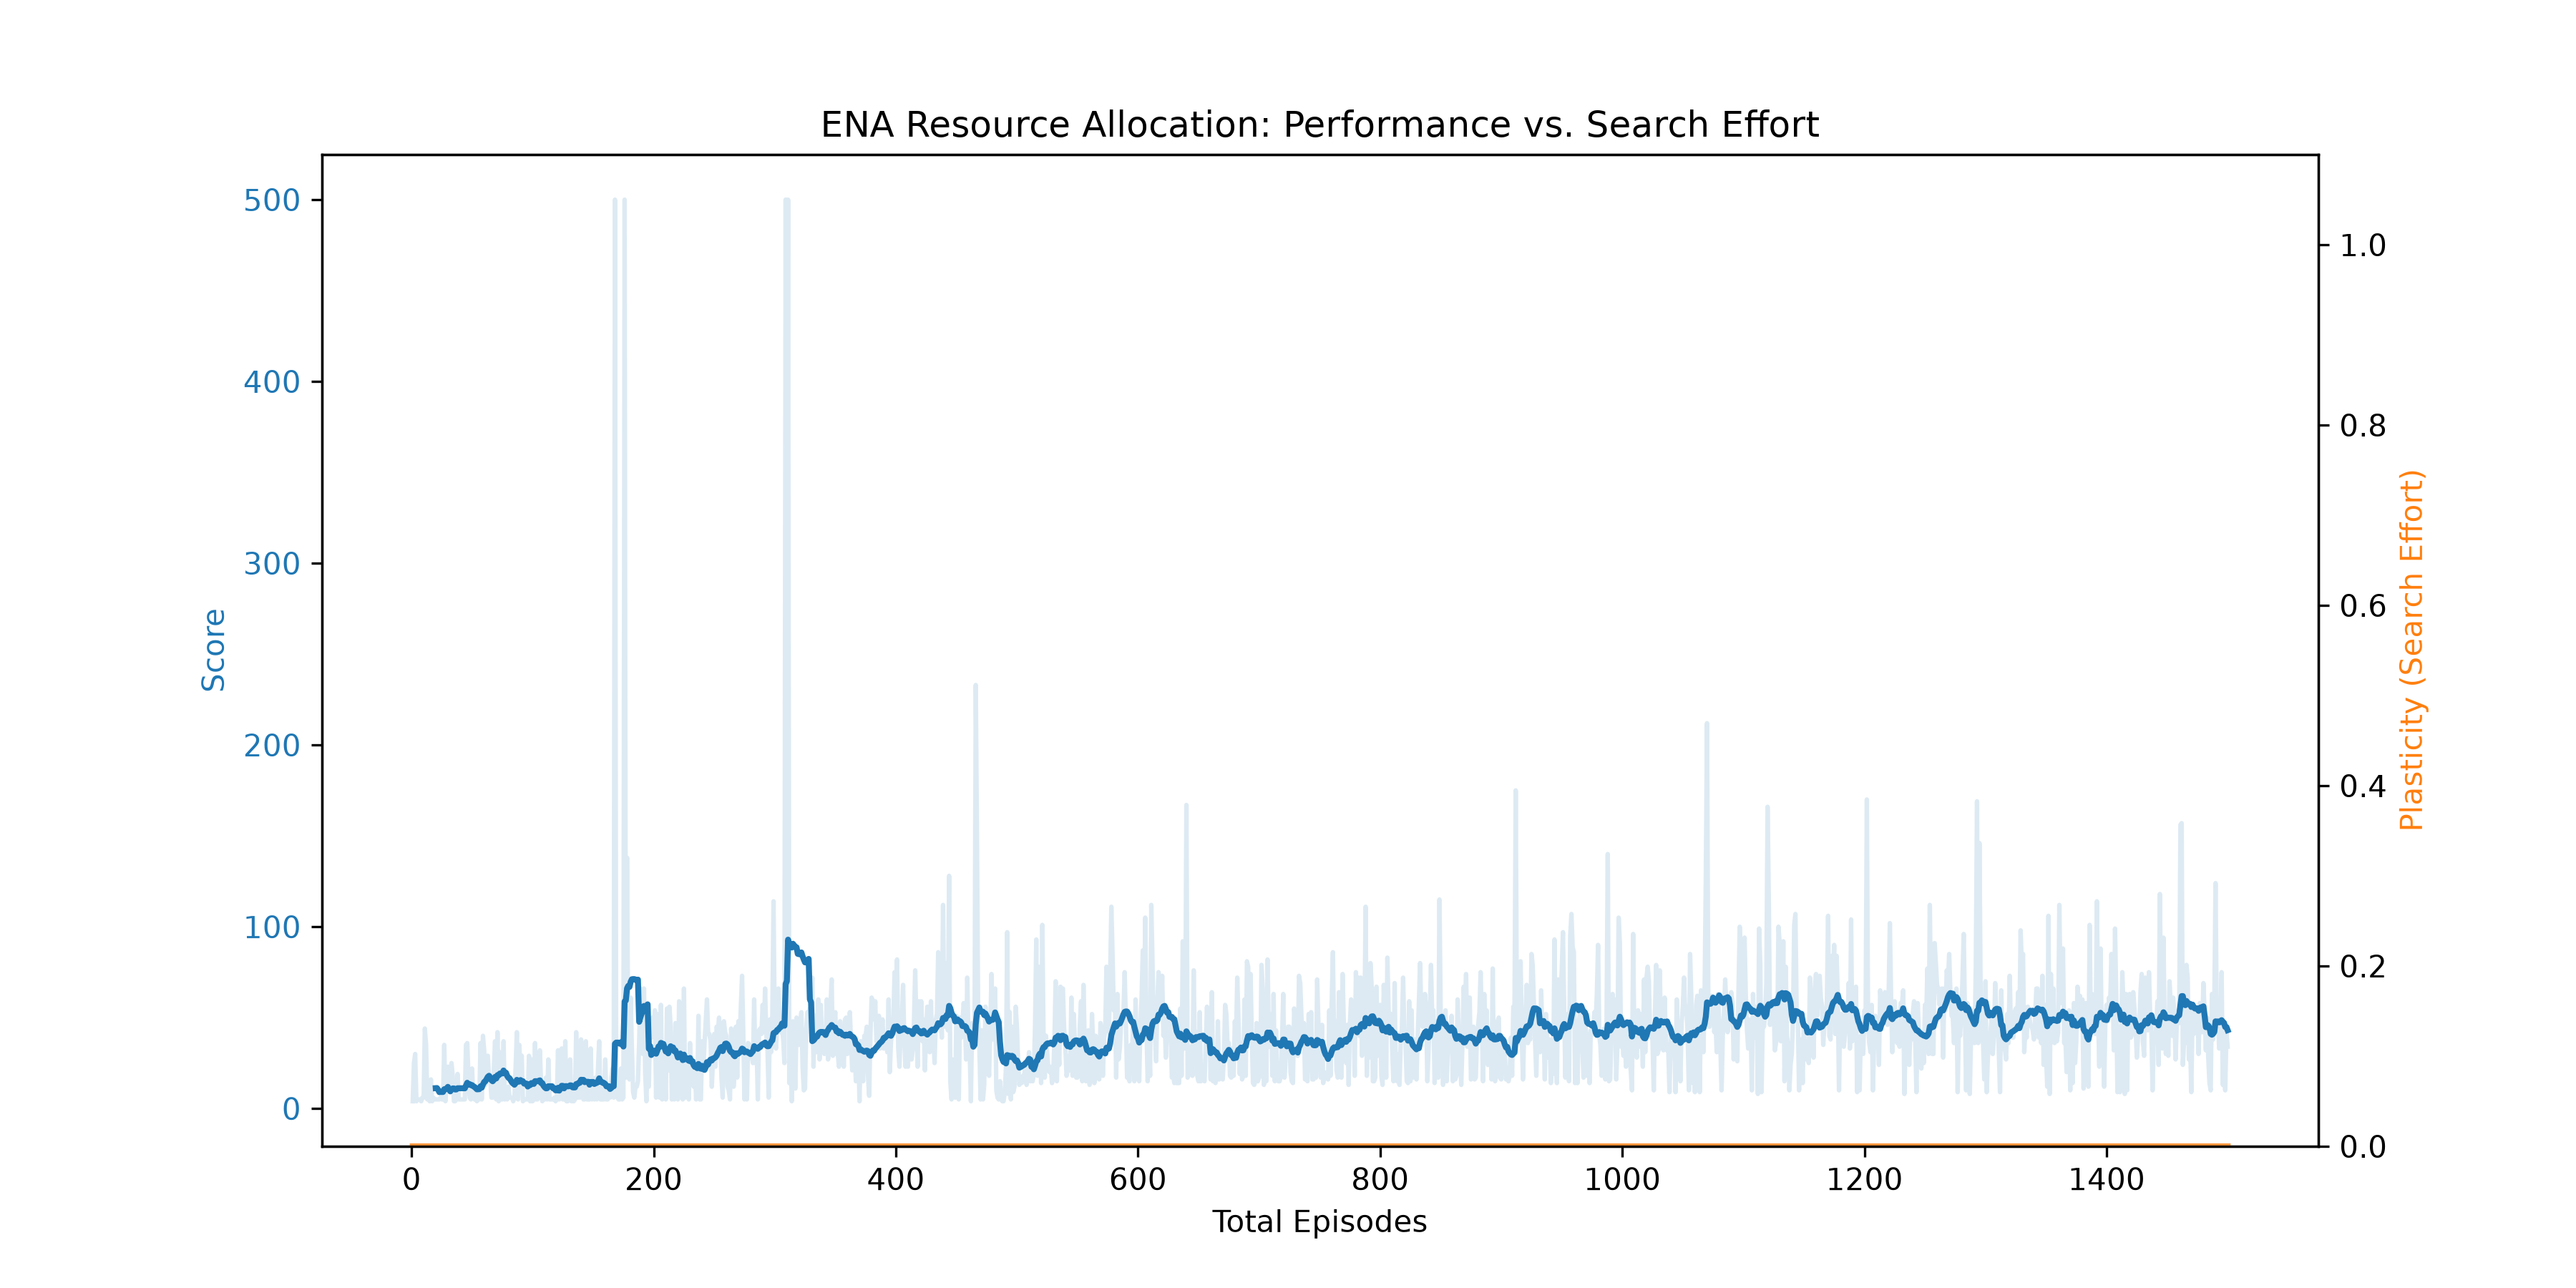 ENA Resource Allocation: Performance vs. Search Effort
500
400
300
200
100
0
Score
1.0
0.8
0.6
0.4
0.2
0.0
Plasticity (Search Effort)
0 200 400 600 800 1000 1200 1400
Total Episodes